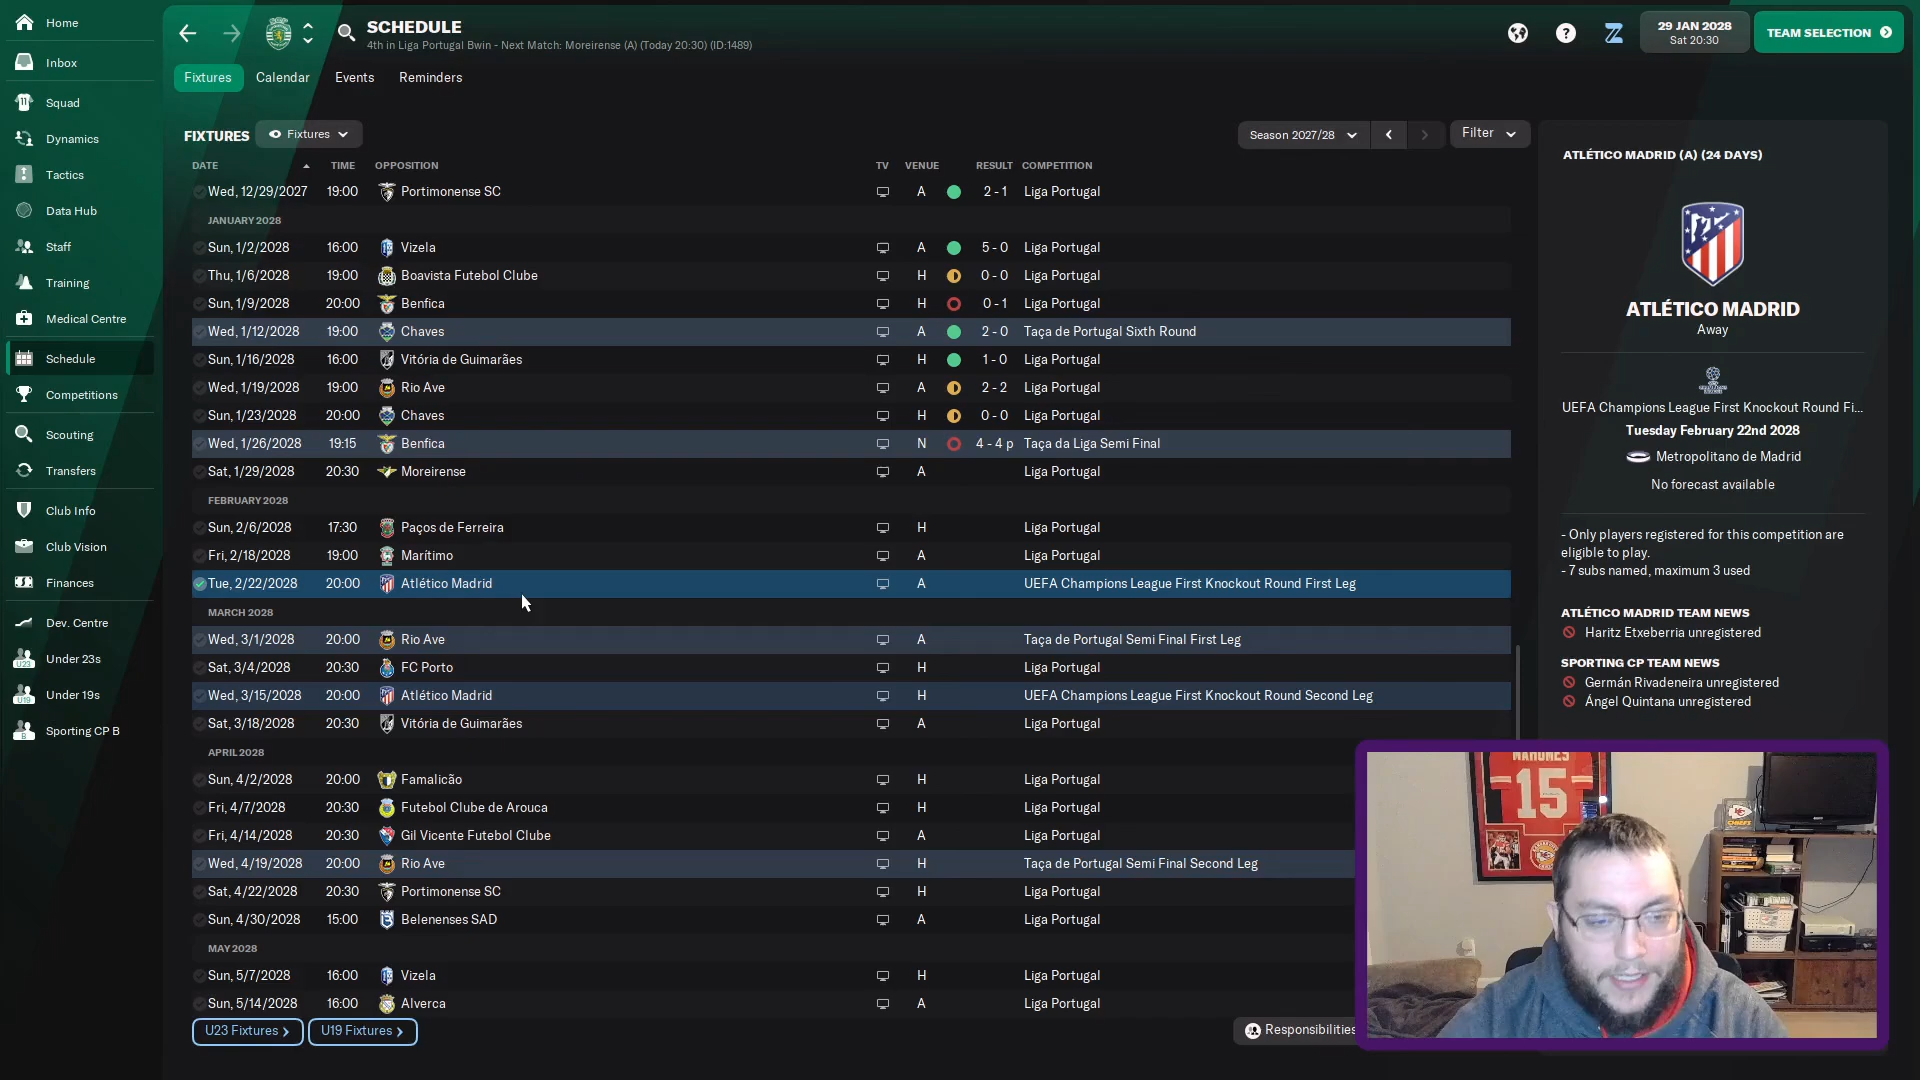 Home
Inbox
Squad
Dynamics
Tactics
Data Hub
Staff
Training
Medical Centre
Schedule
Competitions
Scouting
Transfers
Club Info
Club Vision
Finances
Dev. Centre
Under 23s
Under 19s
Sporting CP B
SCHEDULE
4th in Liga Portugal Bwin - Next Match: Moreirense (A) (Today 20:30) (ID:1489)
29 JAN 2028
Sat 20:30
TEAM SELECTION
Fixtures Calendar Events Reminders
FIXTURES Fixtures Season 2027/28 Filter
DATE TIME OPPOSITION TV VENUE RESULT COMPETITION
Wed, 12/29/2027 19:00 Portimonense SC A 2 - 1 Liga Portugal
JANUARY 2028
Sun, 1/2/2028 16:00 Vizela A 5 - 0 Liga Portugal
Thu, 1/6/2028 19:00 Boavista Futebol Clube H 0 - 0 Liga Portugal
Sun, 1/9/2028 20:00 Benfica H 0 - 1 Liga Portugal
Wed, 1/12/2028 19:00 Chaves A 2 - 0 Taça de Portugal Sixth Round
Sun, 1/16/2028 16:00 Vitória de Guimarães H 1 - 0 Liga Portugal
Wed, 1/19/2028 19:00 Rio Ave A 2 - 2 Liga Portugal
Sun, 1/23/2028 20:00 Chaves H 0 - 0 Liga Portugal
Wed, 1/26/2028 19:15 Benfica N 4 - 4 p Taça da Liga Semi Final
Sat, 1/29/2028 20:30 Moreirense A Liga Portugal
FEBRUARY 2028
Sun, 2/6/2028 17:30 Paços de Ferreira H Liga Portugal
Fri, 2/18/2028 19:00 Marítimo A Liga Portugal
Tue, 2/22/2028 20:00 Atlético Madrid A UEFA Champions League First Knockout Round First Leg
MARCH 2028
Wed, 3/1/2028 20:00 Rio Ave A Taça de Portugal Semi Final First Leg
Sat, 3/4/2028 20:30 FC Porto H Liga Portugal
Wed, 3/15/2028 20:00 Atlético Madrid H UEFA Champions League First Knockout Round Second Leg
Sat, 3/18/2028 20:30 Vitória de Guimarães A Liga Portugal
APRIL 2028
Sun, 4/2/2028 20:00 Famalicão H Liga Portugal
Fri, 4/7/2028 20:30 Futebol Clube de Arouca H Liga Portugal
Fri, 4/14/2028 20:30 Gil Vicente Futebol Clube A Liga Portugal
Wed, 4/19/2028 20:00 Rio Ave H Taça de Portugal Semi Final Second Leg
Sat, 4/22/2028 20:30 Portimonense SC H Liga Portugal
Sun, 4/30/2028 15:00 Belenenses SAD A Liga Portugal
MAY 2028
Sun, 5/7/2028 16:00 Vizela H Liga Portugal
Sun, 5/14/2028 16:00 Alverca A Liga Portugal
U23 Fixtures U19 Fixtures Responsibilities
ATLÉTICO MADRID (A) (24 DAYS)
ATLÉTICO MADRID
Away
UEFA Champions League First Knockout Round Fi...
Tuesday February 22nd 2028
Metropolitano de Madrid
No forecast available
- Only players registered for this competition are
eligible to play.
- 7 subs named, maximum 3 used
ATLÉTICO MADRID TEAM NEWS
Haritz Etxeberria unregistered
SPORTING CP TEAM NEWS
Germán Rivadeneira unregistered
Ángel Quintana unregistered
MAHOMES
15
CHIEFS